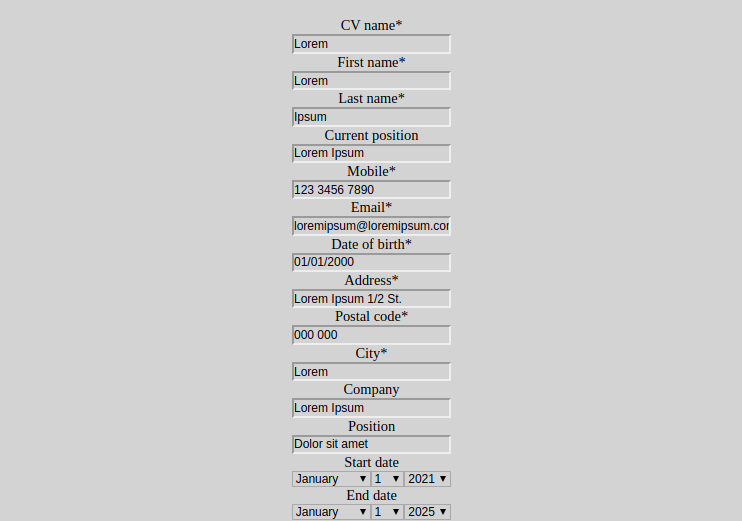 CV name*
Lorem
First name*
Lorem
Last name*
Ipsum
Current position
Lorem Ipsum
Mobile*
123 3456 7890
Email*
loremipsum@loremipsum.cor
Date of birth*
01/01/2000
Address*
Lorem Ipsum 1/2 St.
Postal code*
000 000
City*
Lorem
Company
Lorem Ipsum
Position
Dolor sit amet
Start date
January 1 2021
End date
January 1 2025